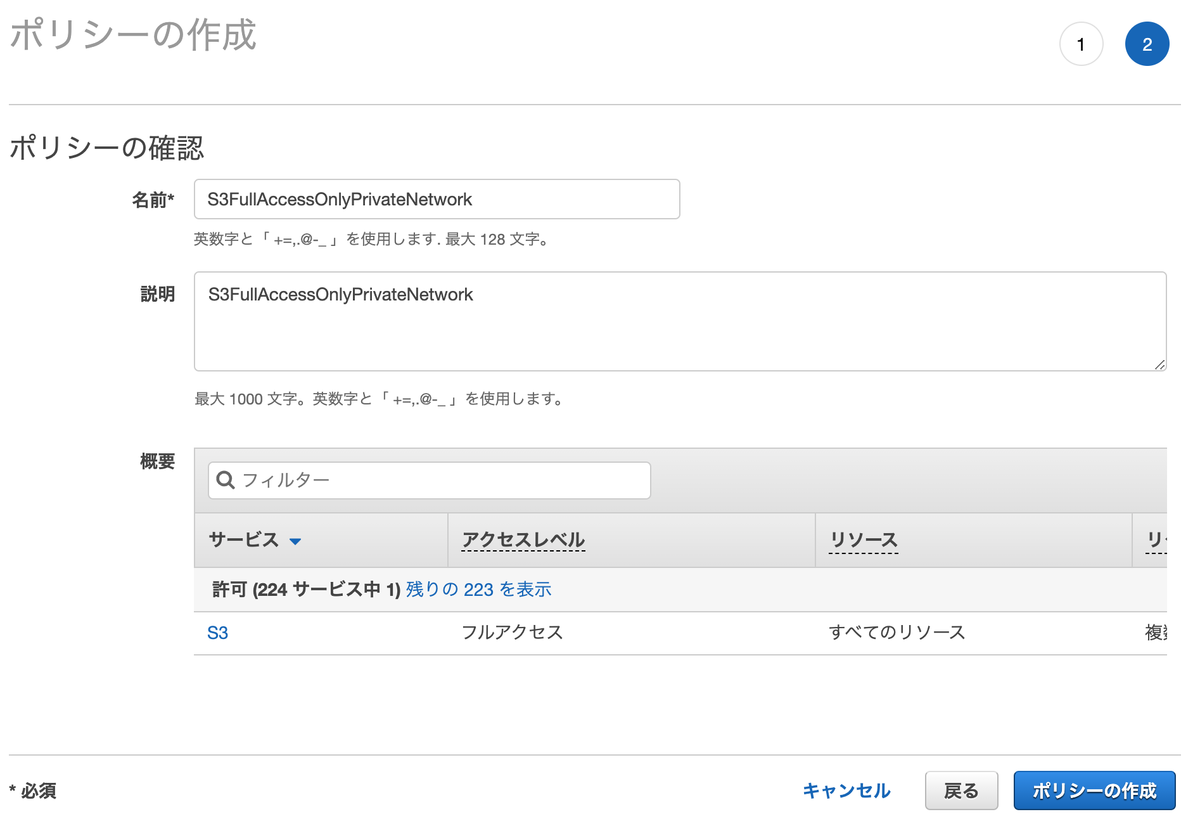 ポリシーの作成
1
2
ポリシーの確認
名前*
S3FullAccessOnlyPrivateNetwork
英数字と「 +=,.@-_ 」を使用します. 最大 128 文字。
説明
S3FullAccessOnlyPrivateNetwork
最大 1000 文字。英数字と「 +=,.@-_ 」を使用します。
概要
フィルター
サービス アクセスレベル リソース
許可 (224 サービス中 1) 残りの 223 を表示
S3 フルアクセス すべてのリソース
* 必須
キャンセル 戻る ポリシーの作成